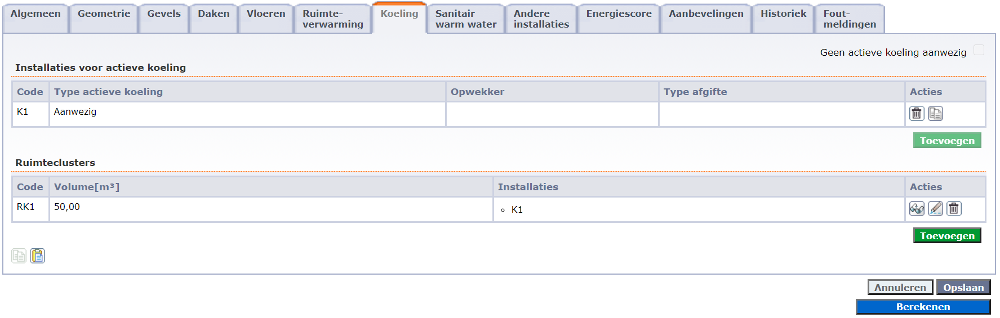 Algemeen Geometrie Gevels Daken Vloeren Ruimte-
verwarming Koeling Sanitair
warm water Andere
installaties Energiescore Aanbevelingen Historiek Fout-
meldingen
Geen actieve koeling aanwezig
Installaties voor actieve koeling
Code Type actieve koeling Opwekker Type afgifte Acties
K1 Aanwezig
Toevoegen
Ruimteclusters
Code Volume[m³] Installaties Acties
RK1 50,00 ◦ K1
Toevoegen
Annuleren Opslaan
Berekenen